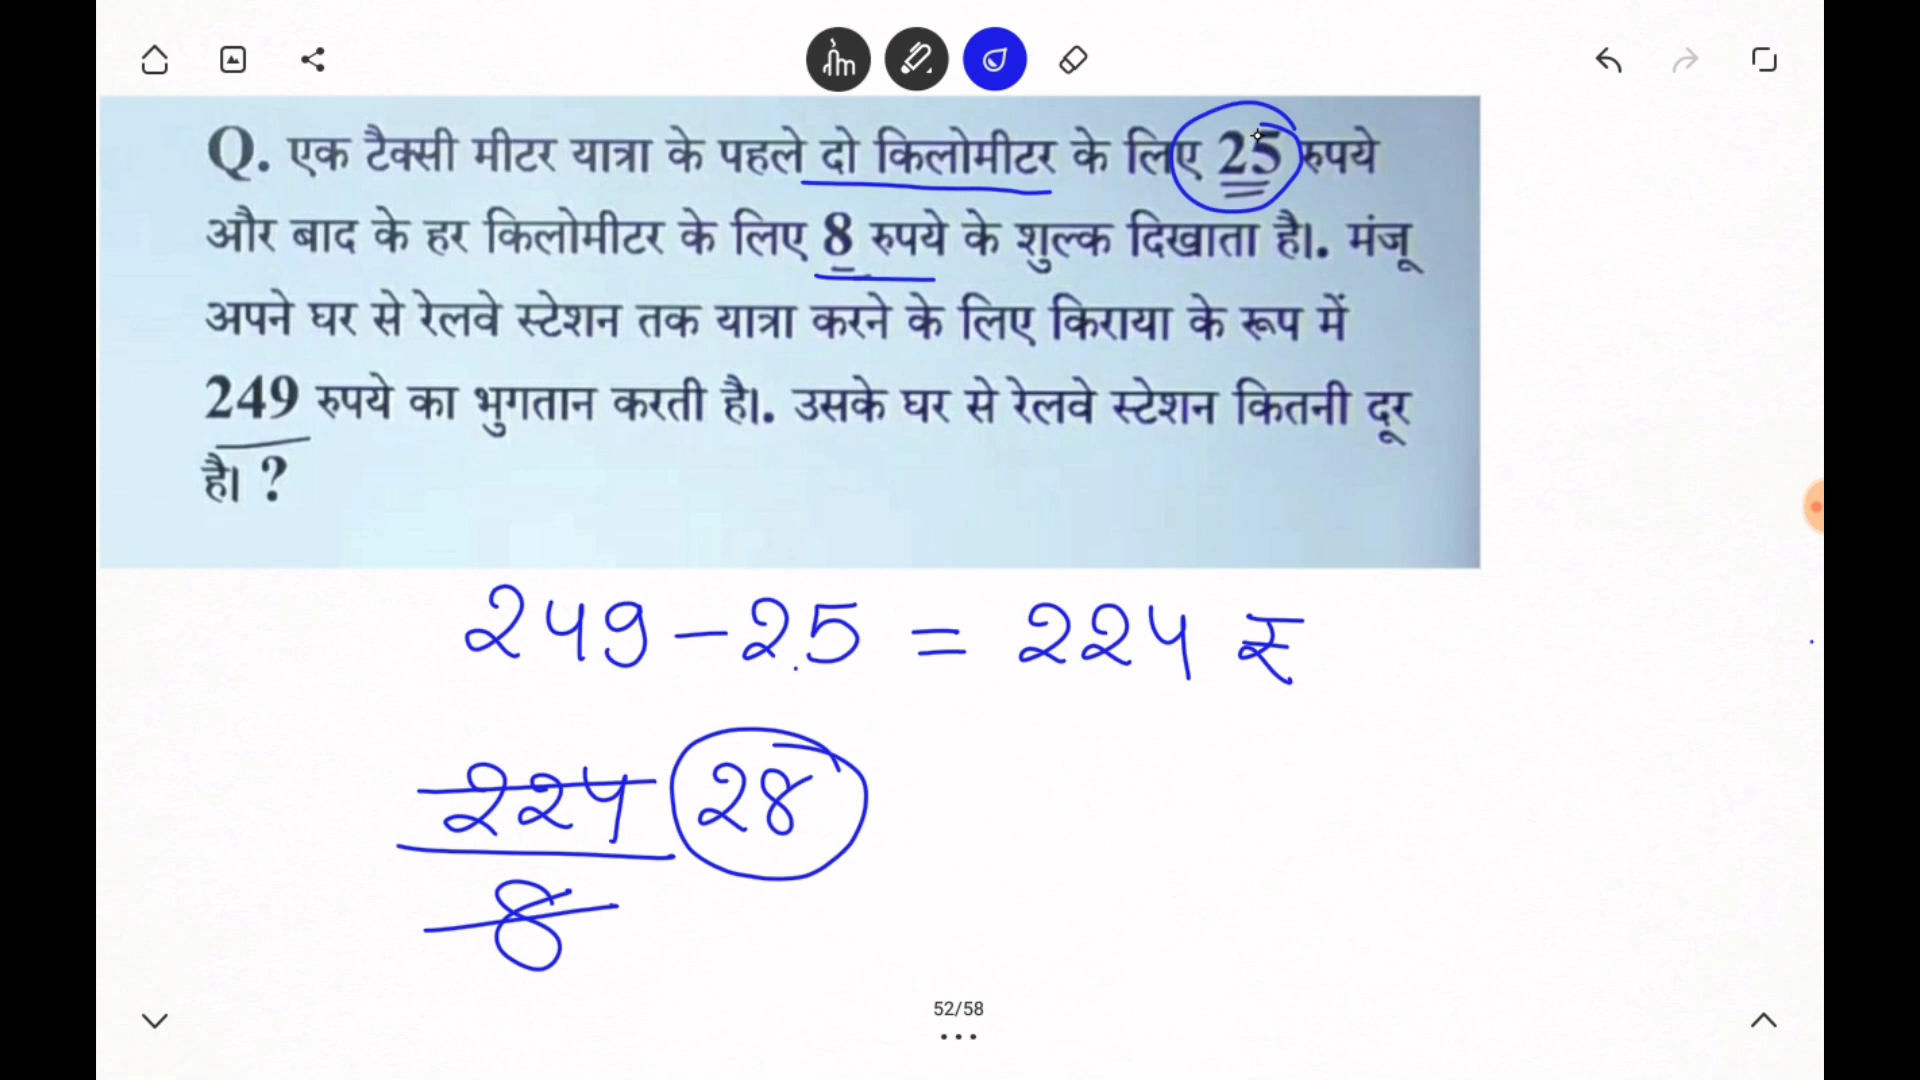 Q. एक टैक्सी मीटर यात्रा के पहले दो किलोमीटर के लिए 25 रुपये
और बाद के हर किलोमीटर के लिए 8 रुपये के शुल्क दिखाता है।. मंजू
अपने घर से रेलवे स्टेशन तक यात्रा करने के लिए किराया के रूप में
249 रुपये का भुगतान करती है।. उसके घर से रेलवे स्टेशन कितनी दूर
है। ?
249 - 25 = 224 ₹
224 28
8
52/58